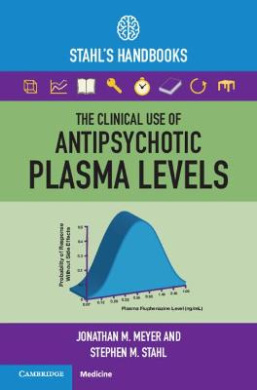 STAHL'S HANDBOOKS
THE CLINICAL USE OF
ANTIPSYCHOTIC
PLASMA LEVELS
Probability of Response
Without Side Effects
Plasma Fluphenazine Level (ng/mL)
JONATHAN M. MEYER AND
STEPHEN M. STAHL
CAMBRIDGE
Medicine